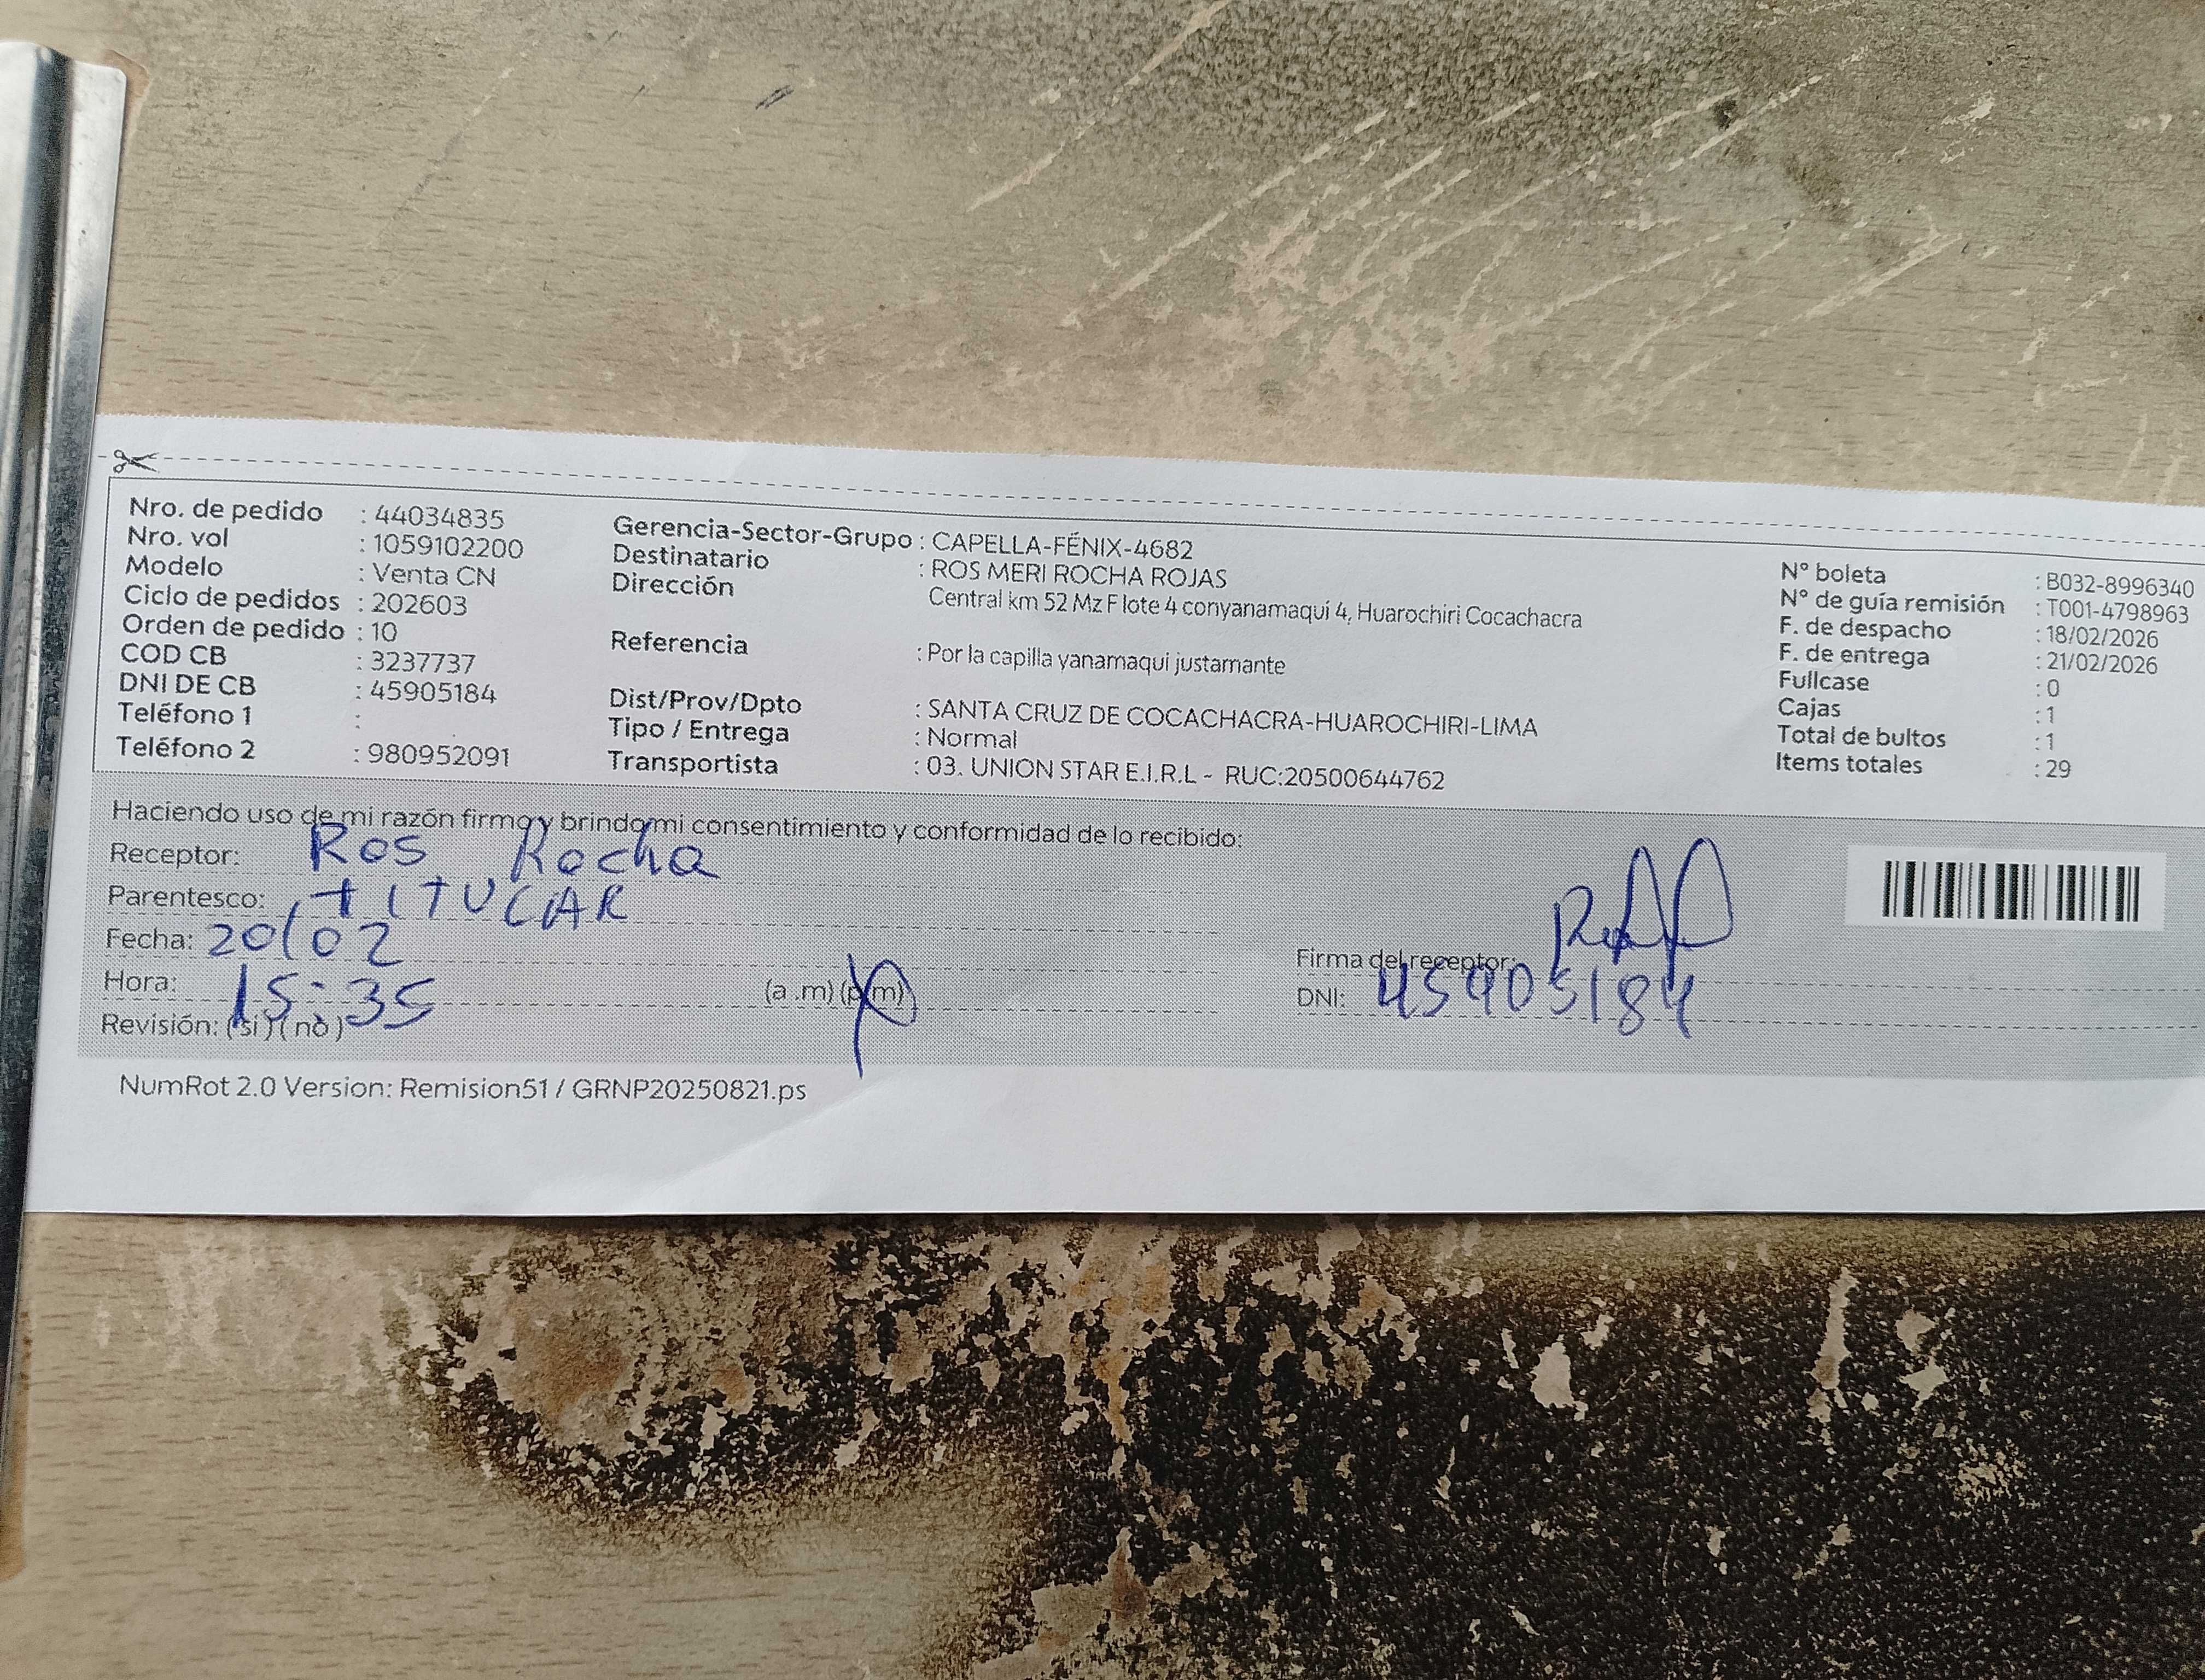 Nro. de pedido : 44034835
Nro. vol : 1059102200
Modelo : Venta CN
Ciclo de pedidos : 202603
Orden de pedido : 10
COD CB : 3237737
DNI DE CB : 45905184
Teléfono 1 :
Teléfono 2 : 980952091
Gerencia-Sector-Grupo : CAPELLA-FÉNIX-4682
Destinatario : ROS MERI ROCHA ROJAS
Dirección Central km 52 Mz F lote 4 conyanamaqui 4, Huarochiri Cocachacra
Referencia : Por la capilla yanamaqui justamante
Dist/Prov/Dpto : SANTA CRUZ DE COCACHACRA-HUAROCHIRI-LIMA
Tipo / Entrega : Normal
Transportista : 03. UNION STAR E.I.R.L - RUC:20500644762
N° boleta : B032-8996340
N° de guía remisión : T001-4798963
F. de despacho : 18/02/2026
F. de entrega : 21/02/2026
Fullcase : 0
Cajas : 1
Total de bultos : 1
Items totales : 29
Haciendo uso de mi razón firmo y brindo mi consentimiento y conformidad de lo recibido:
Receptor: Ros Rocha
Parentesco: TITULAR
Fecha: 20/02
Hora: 15:35 (a .m) (p.m)
Revisión: (si) (no)
Firma del receptor:
DNI: 45905184
NumRot 2.0 Version: Remision51 / GRNP20250821.ps